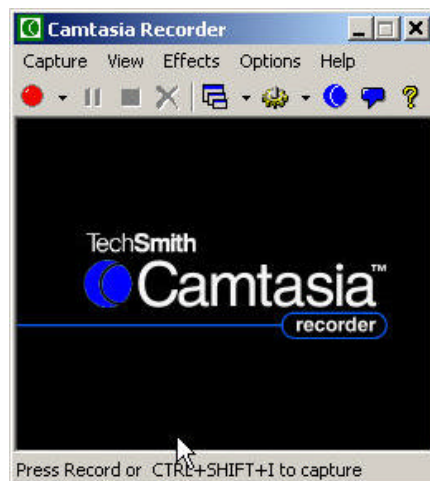 Camtasia Recorder
Capture View Effects Options Help
TechSmith
Camtasia™
recorder
Press Record or CTRL+SHIFT+I to capture